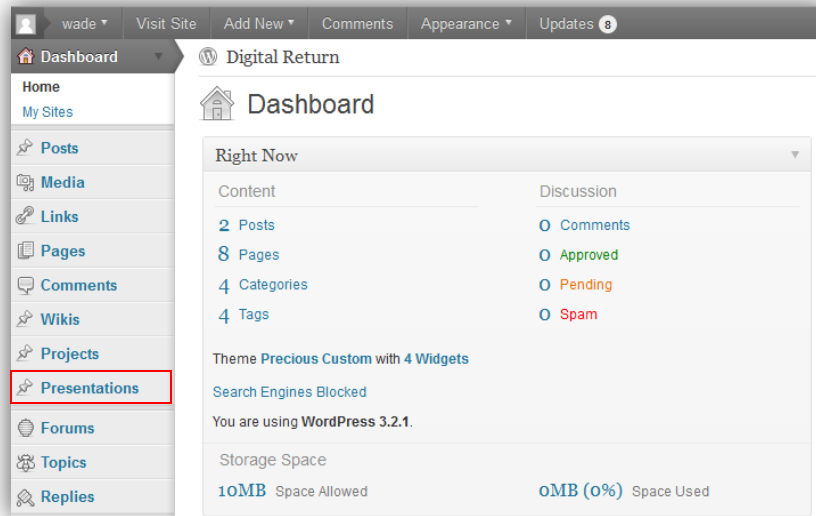 wade Visit Site Add New Comments Appearance Updates 8
Dashboard
Home
My Sites
Posts
Media
Links
Pages
Comments
Wikis
Projects
Presentations
Forums
Topics
Replies
Digital Return
Dashboard
Right Now
Content
2 Posts
8 Pages
4 Categories
4 Tags
Discussion
0 Comments
0 Approved
0 Pending
0 Spam
Theme Precious Custom with 4 Widgets
Search Engines Blocked
You are using WordPress 3.2.1.
Storage Space
10MB Space Allowed
0MB (0%) Space Used